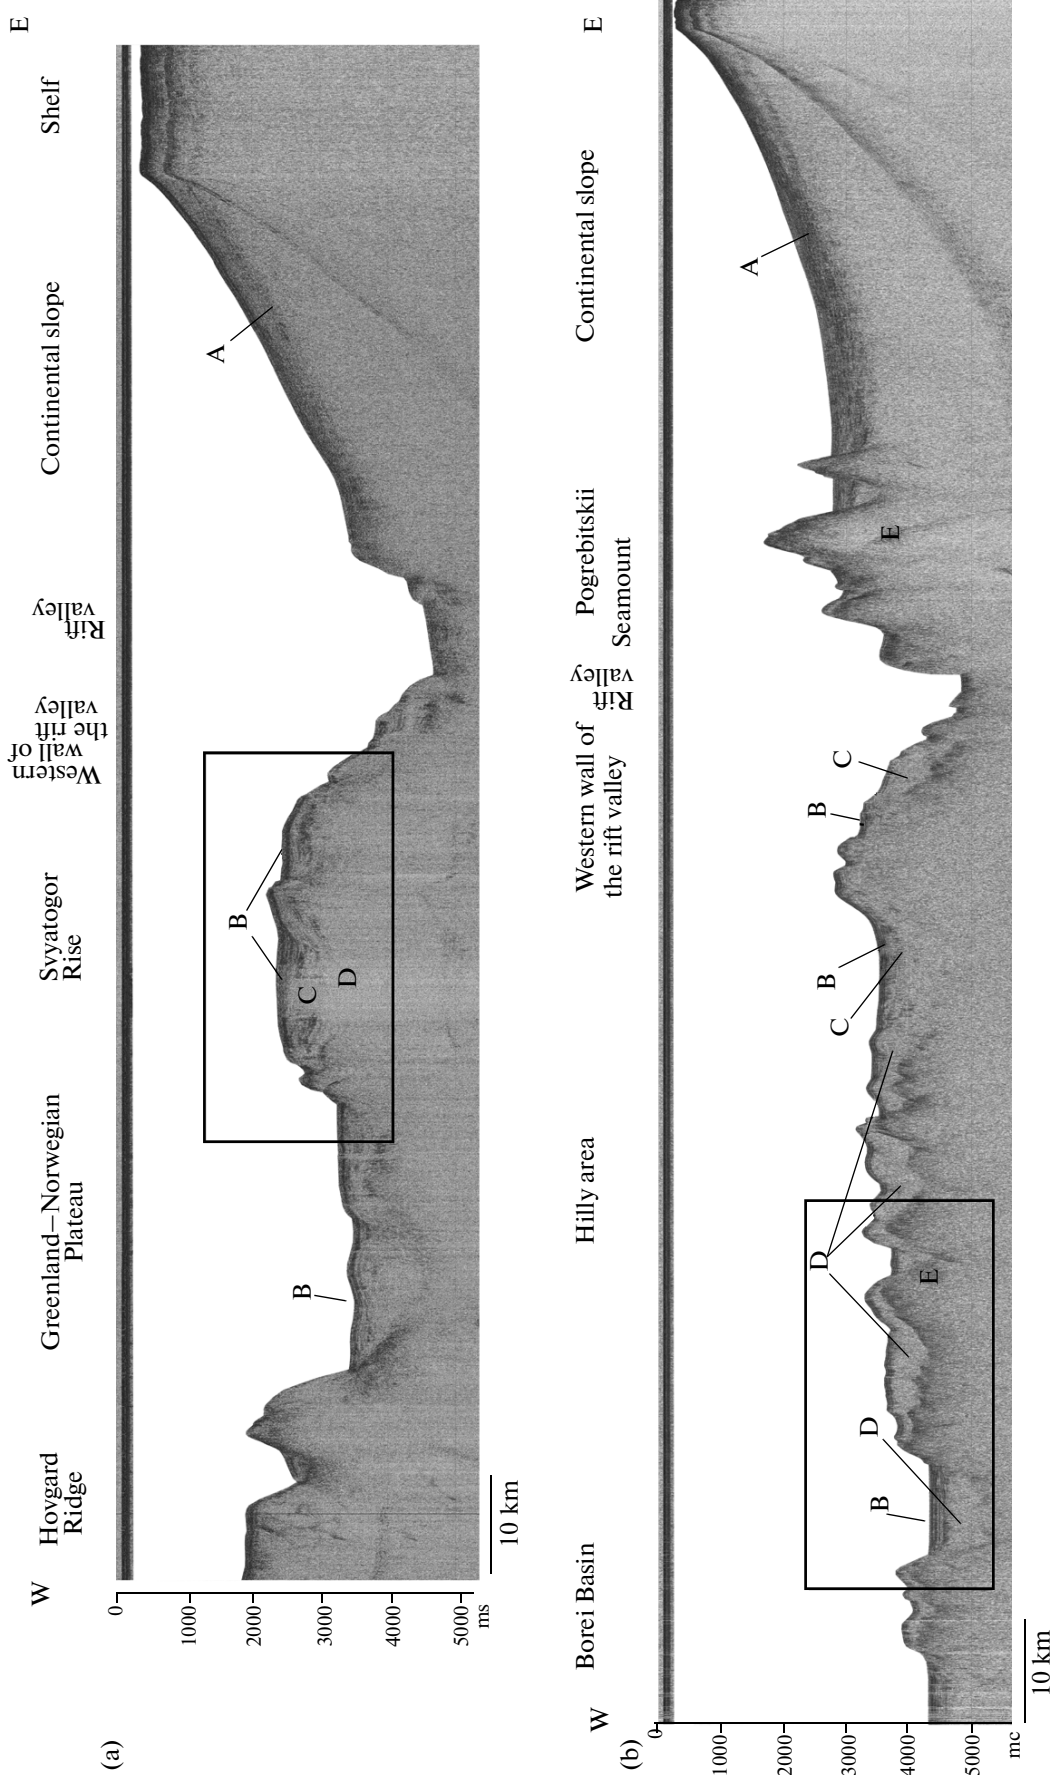 (a)
W
E
Hovgard
Ridge
Greenland–Norwegian
Plateau
Svyatogor
Rise
Western
wall of
the rift
valley
Rift
valley
Continental slope
Shelf
0
1000
2000
3000
4000
5000
ms
10 km
B
B
C
D
A
(b)
W
E
Borei Basin
Hilly area
Western wall of
the rift valley
Rift
valley
Pogrebitskii
Seamount
Continental slope
0
1000
2000
3000
4000
5000
mc
10 km
B
D
D
E
C
B
B
C
E
A